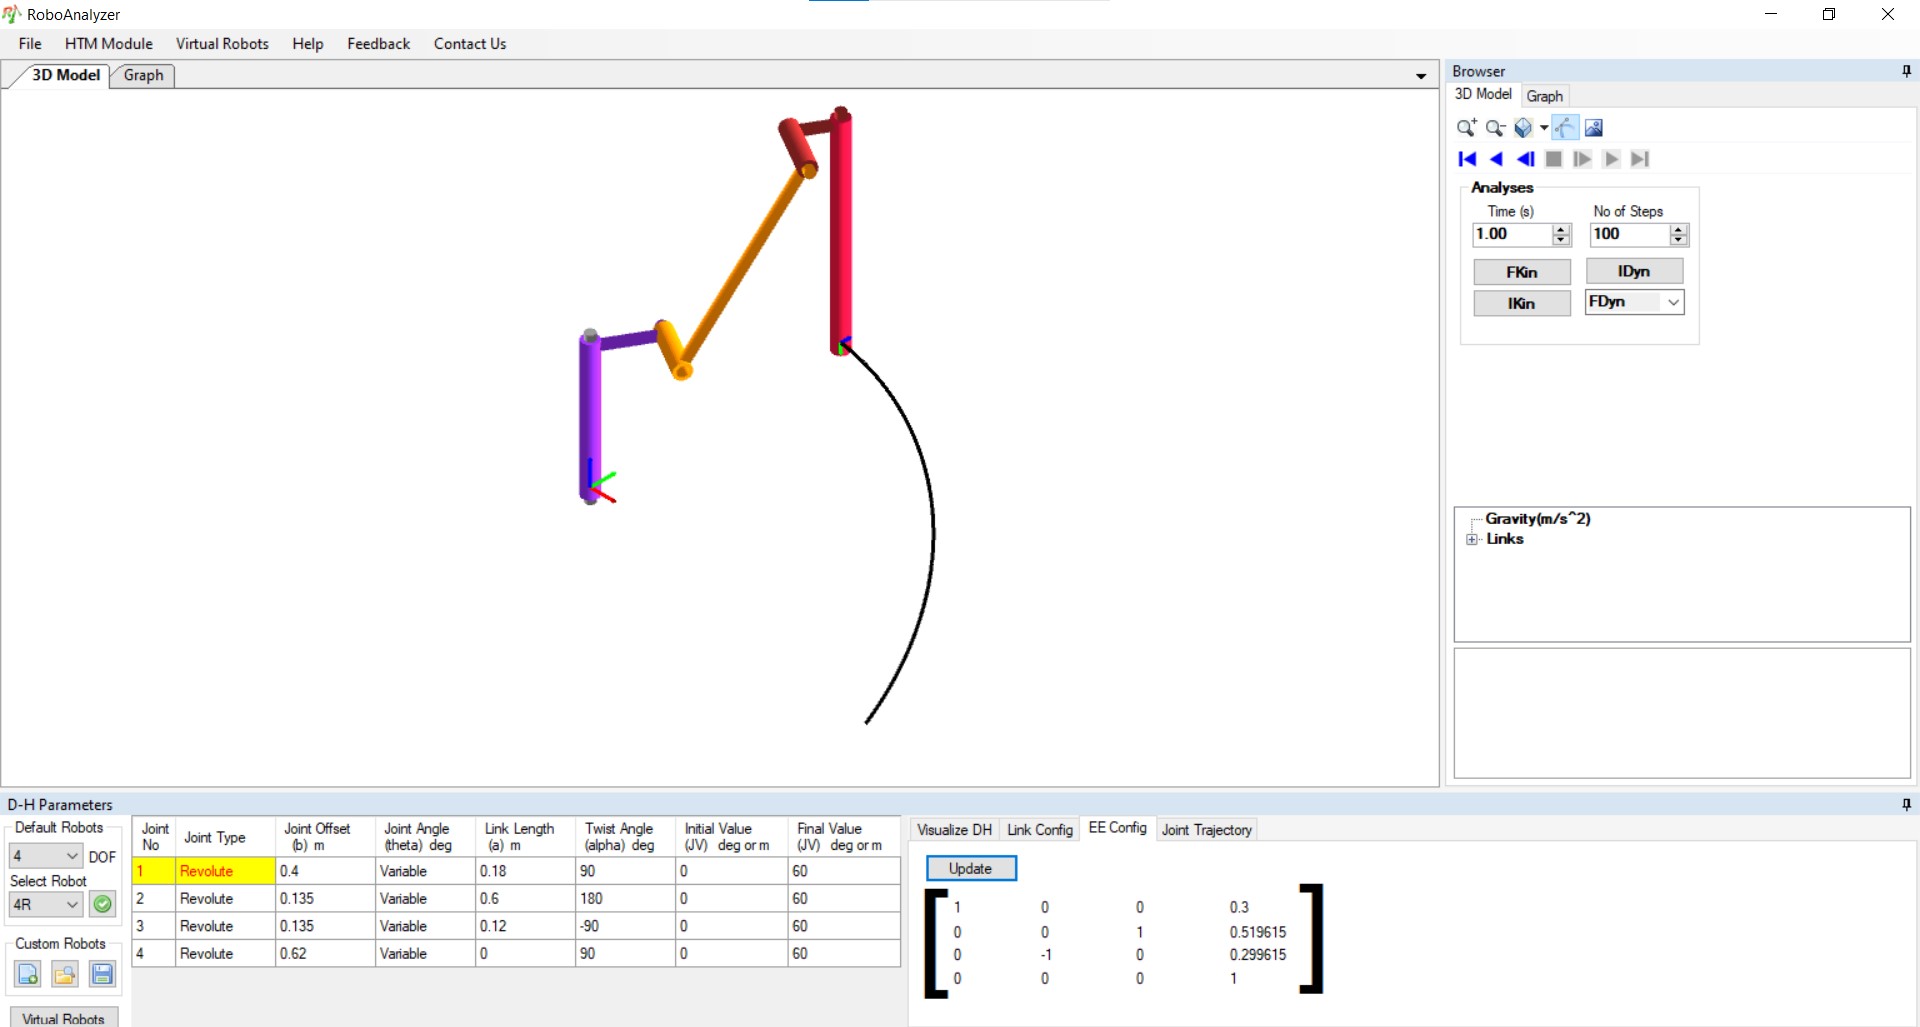 RoboAnalyzer
File HTM Module Virtual Robots Help Feedback Contact Us
3D Model Graph
Browser
3D Model Graph
Analyses
Time (s) No of Steps
1.00 100
FKin IDyn
IKin FDyn
Gravity(m/s^2)
Links
D-H Parameters
Default Robots
4 DOF
Select Robot
4R
Custom Robots
Virtual Robots
Joint No Joint Type Joint Offset (b) m Joint Angle (theta) deg Link Length (a) m Twist Angle (alpha) deg Initial Value (JV) deg or m Final Value (JV) deg or m
1 Revolute 0.4 Variable 0.18 90 0 60
2 Revolute 0.135 Variable 0.6 180 0 60
3 Revolute 0.135 Variable 0.12 -90 0 60
4 Revolute 0.62 Variable 0 90 0 60
Visualize DH Link Config EE Config Joint Trajectory
Update
1 0 0 0.3
0 0 1 0.519615
0 -1 0 0.299615
0 0 0 1